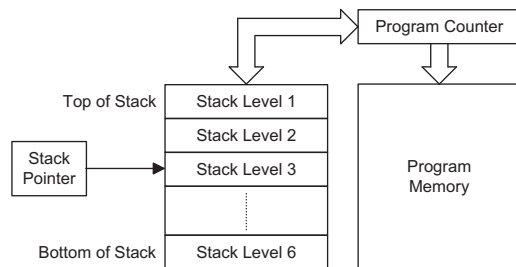 Program Counter
Top of Stack
Stack Level 1
Stack Level 2
Stack
Pointer
Stack Level 3
Program
Memory
Bottom of Stack
Stack Level 6